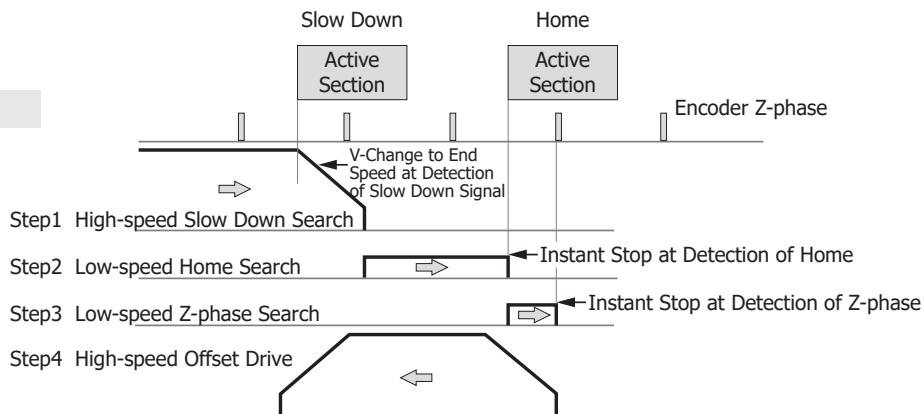 Slow Down
Home
Active
Section
Active
Section
Encoder Z-phase
V-Change to End
Speed at Detection
of Slow Down Signal
Step1 High-speed Slow Down Search
Step2 Low-speed Home Search
Instant Stop at Detection of Home
Step3 Low-speed Z-phase Search
Instant Stop at Detection of Z-phase
Step4 High-speed Offset Drive